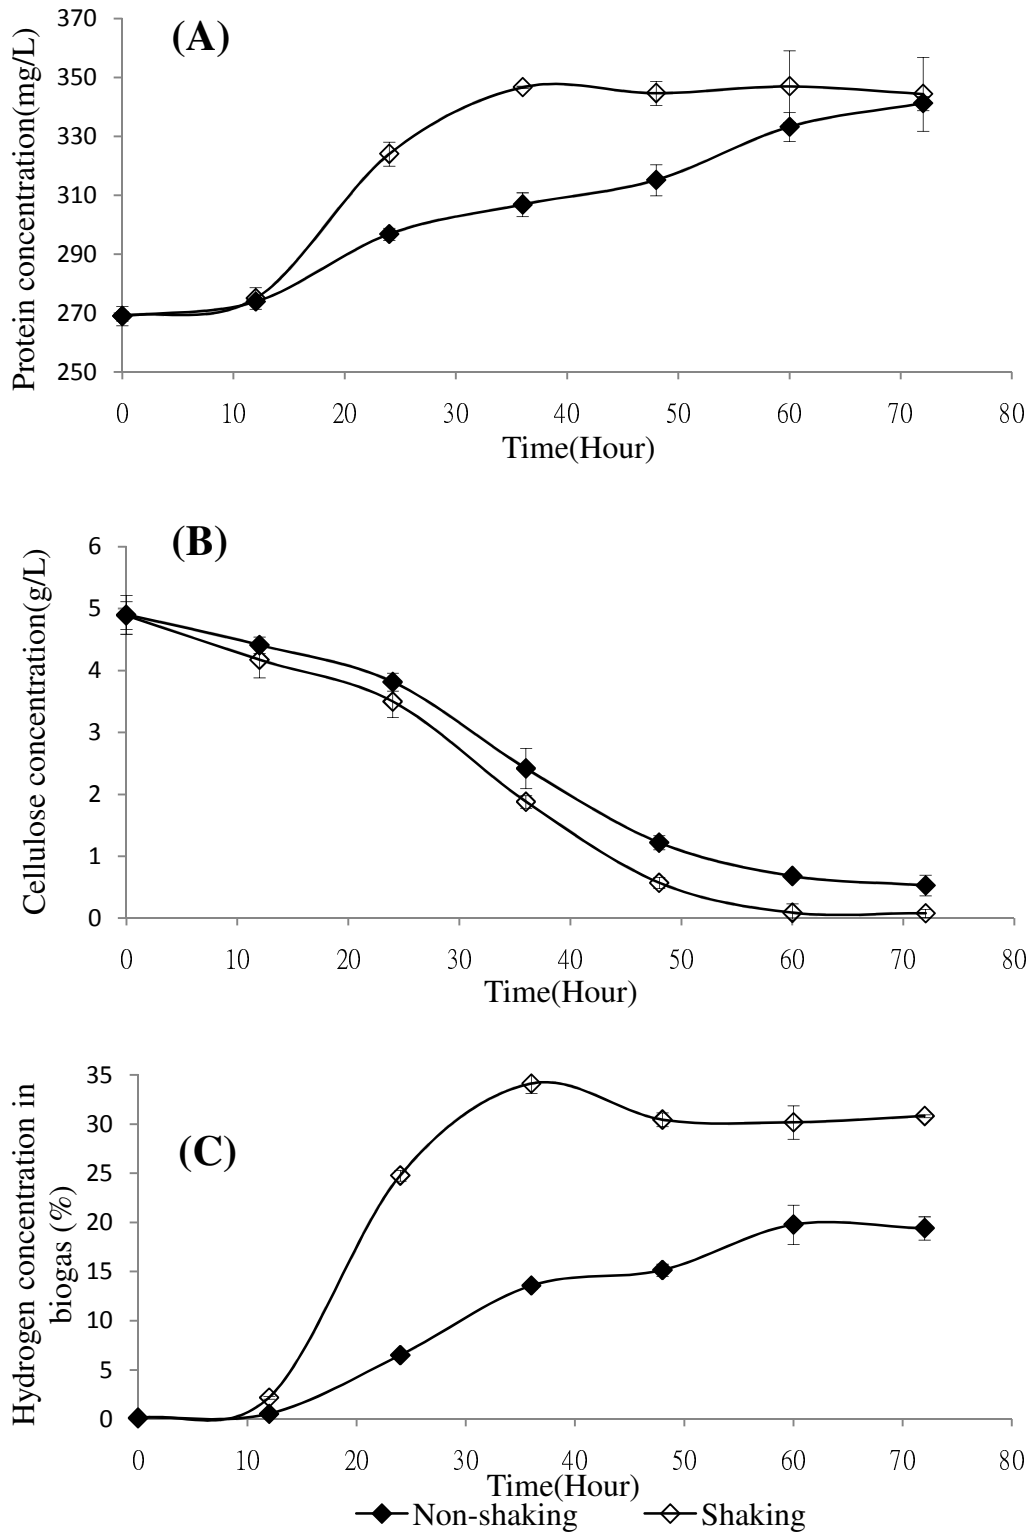 (A)
Protein concentration(mg/L)
370
350
330
310
290
270
250
0 10 20 30 40 50 60 70 80
Time(Hour)
(B)
Cellulose concentration(g/L)
6
5
4
3
2
1
0
0 10 20 30 40 50 60 70 80
Time(Hour)
(C)
Hydrogen concentration in
biogas (%)
35
30
25
20
15
10
5
0
0 10 20 30 40 50 60 70 80
Time(Hour)
Non-shaking Shaking